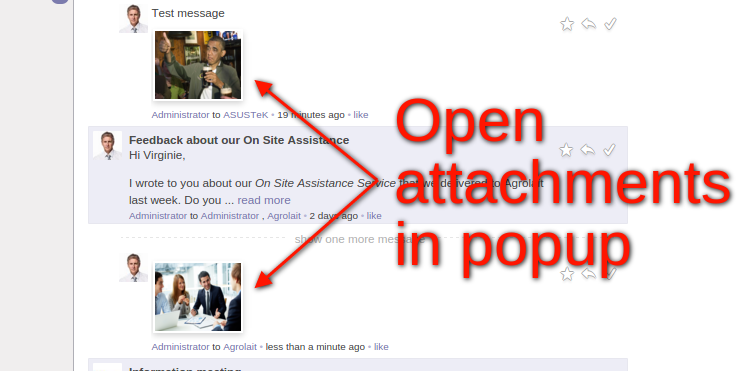 Test message
Administrator to ASUSTeK • 19 minutes ago • like
Open
attachments
in popup
Feedback about our On Site Assistance
Hi Virginie,
I wrote to you about our On Site Assistance Service that we delivered to Agrolait
last week. Do you ... read more
Administrator to Administrator , Agrolait • 2 days ago • like
show one more message
Administrator to Agrolait • less than a minute ago • like
Information meeting